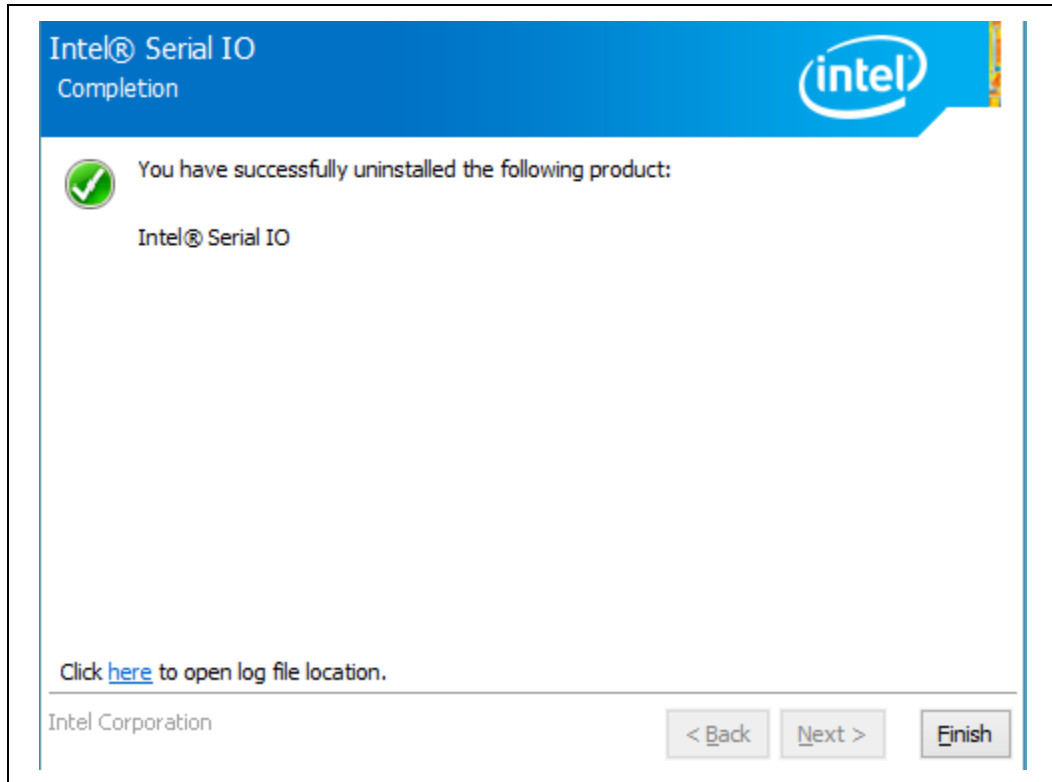 Intel® Serial IO
Completion
intel®
You have successfully uninstalled the following product:
Intel® Serial IO
Click here to open log file location.
Intel Corporation
< Back Next > Finish